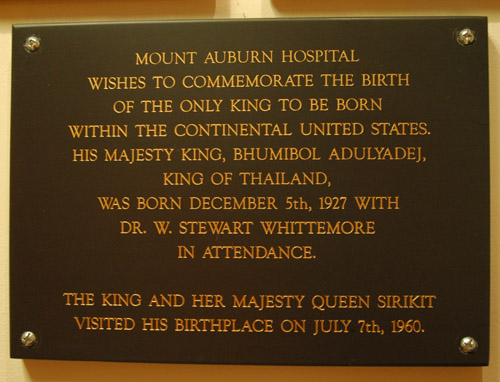 MOUNT AUBURN HOSPITAL
WISHES TO COMMEMORATE THE BIRTH
OF THE ONLY KING TO BE BORN
WITHIN THE CONTINENTAL UNITED STATES.
HIS MAJESTY KING, BHUMIBOL ADULYADEJ,
KING OF THAILAND,
WAS BORN DECEMBER 5th, 1927 WITH
DR. W. STEWART WHITTEMORE
IN ATTENDANCE.
THE KING AND HER MAJESTY QUEEN SIRIKIT
VISITED HIS BIRTHPLACE ON JULY 7th, 1960.